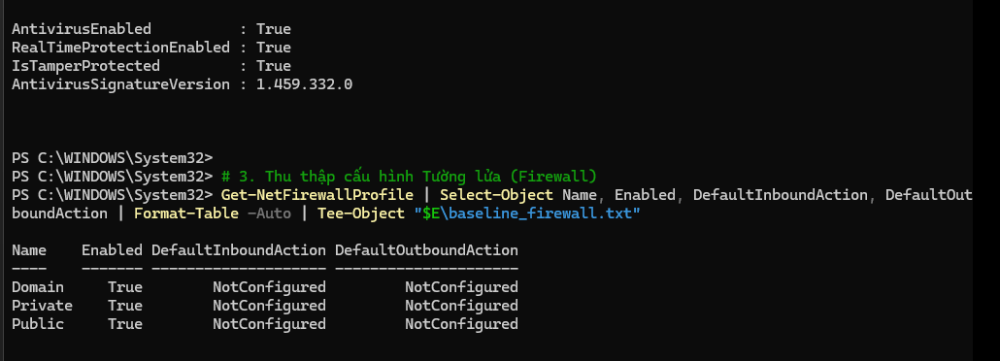 AntivirusEnabled          : True
RealTimeProtectionEnabled : True
IsTamperProtected         : True
AntivirusSignatureVersion : 1.459.332.0
PS C:\WINDOWS\System32>
PS C:\WINDOWS\System32> # 3. Thu thập cấu hình Tường lửa (Firewall)
PS C:\WINDOWS\System32> Get-NetFirewallProfile | Select-Object Name, Enabled, DefaultInboundAction, DefaultOut
boundAction | Format-Table -Auto | Tee-Object "$E\baseline_firewall.txt"
Name    Enabled DefaultInboundAction DefaultOutboundAction
----    ------- -------------------- ---------------------
Domain     True        NotConfigured         NotConfigured
Private    True        NotConfigured         NotConfigured
Public     True        NotConfigured         NotConfigured